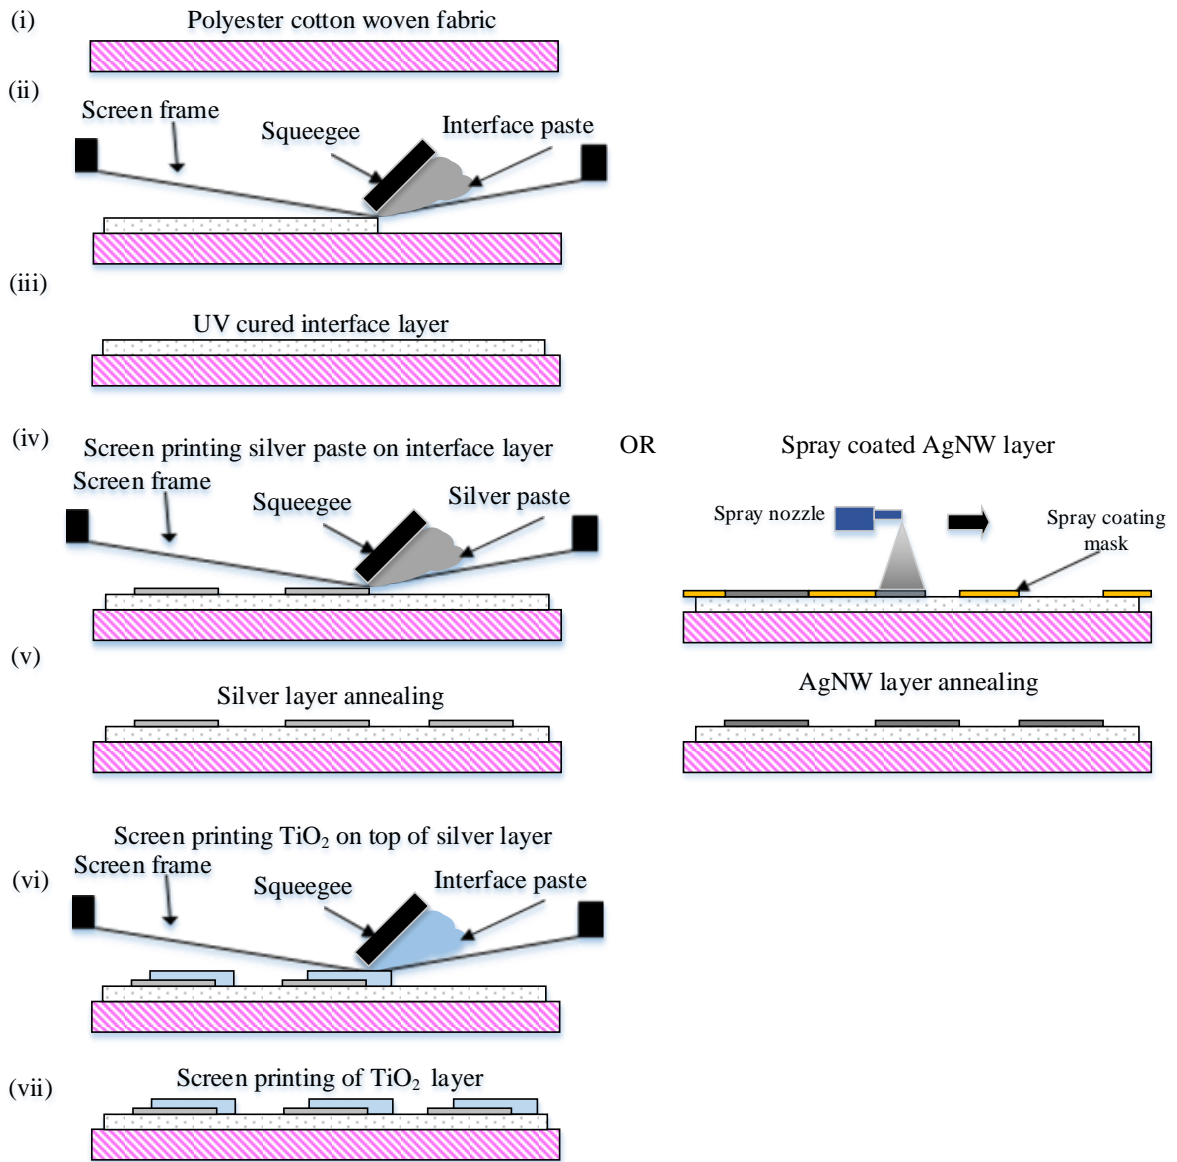 (i)
Polyester cotton woven fabric
(ii)
Screen frame
Squeegee
Interface paste
(iii)
UV cured interface layer
(iv)
Screen printing silver paste on interface layer
Screen frame
Squeegee
Silver paste
OR
Spray coated AgNW layer
Spray nozzle
Spray coating
mask
(v)
Silver layer annealing
AgNW layer annealing
Screen printing TiO₂ on top of silver layer
(vi)
Screen frame
Squeegee
Interface paste
(vii)
Screen printing of TiO₂ layer